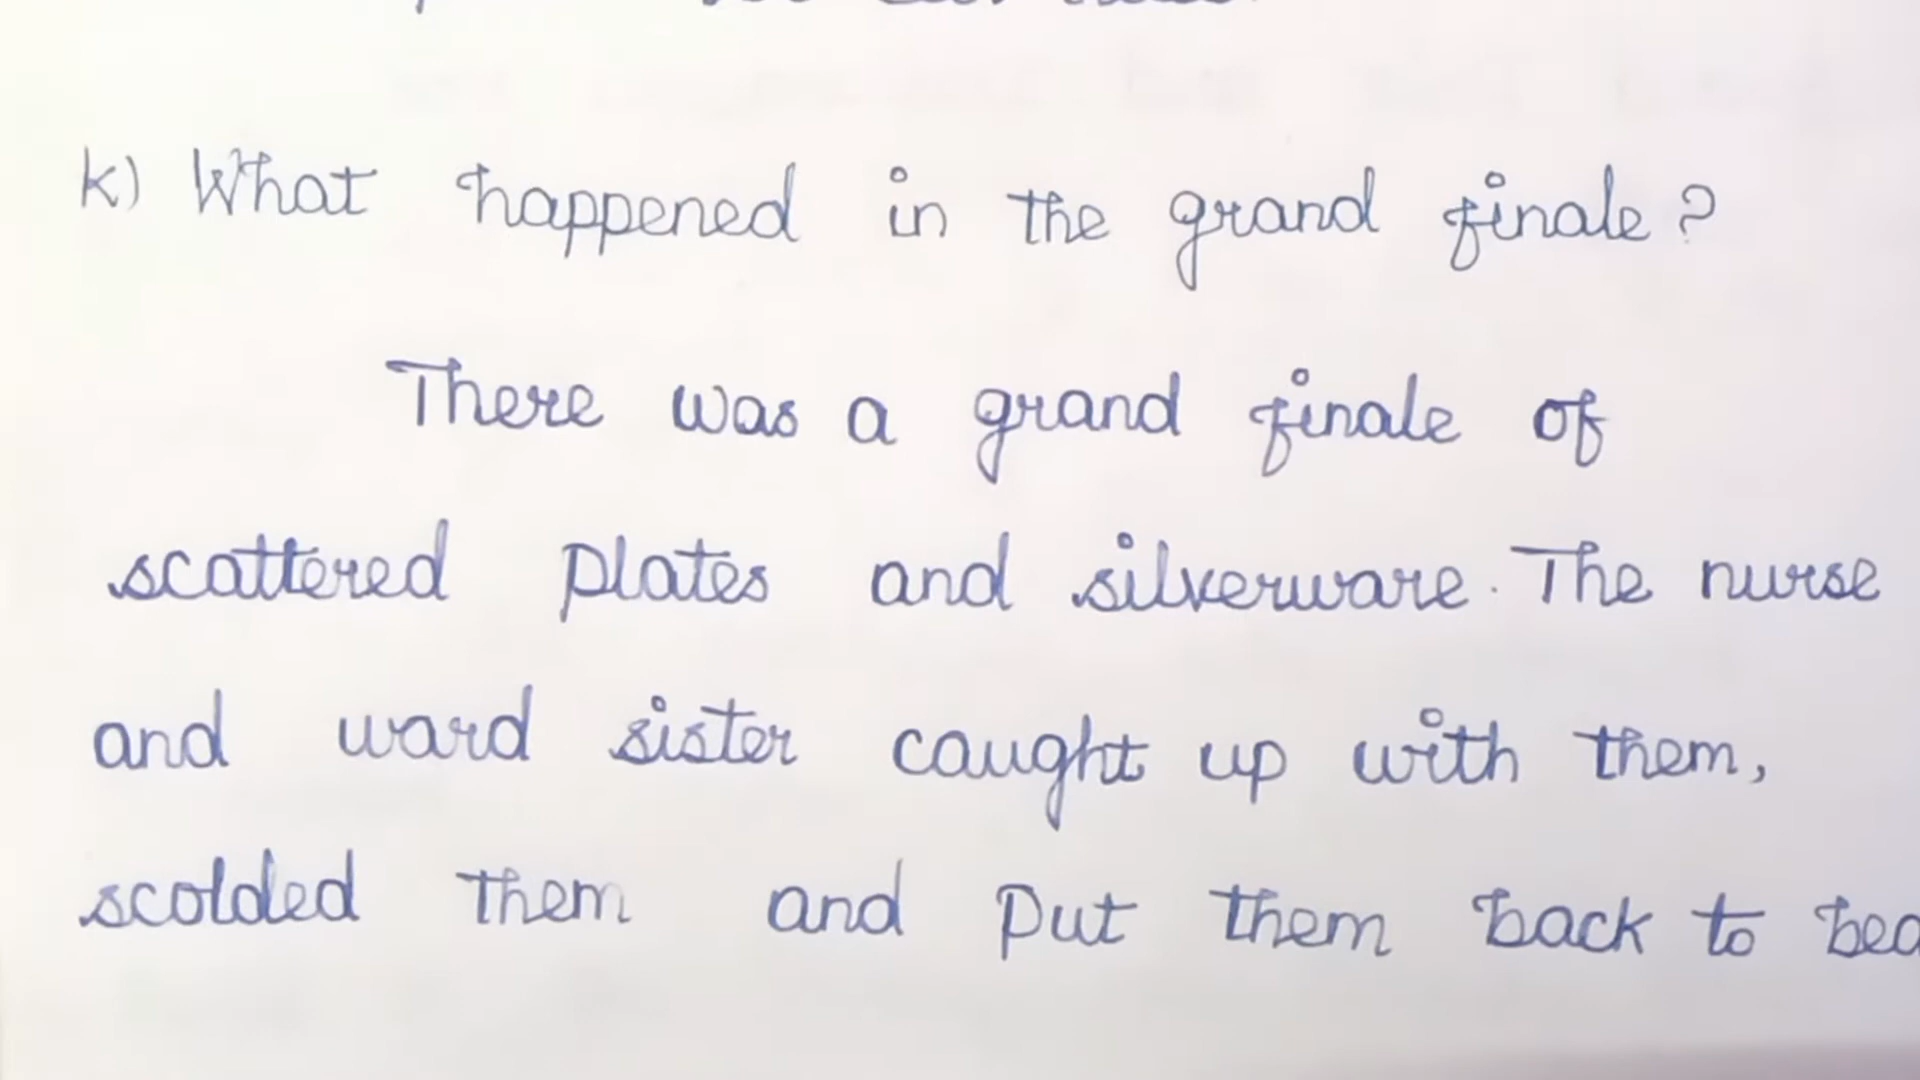 k) What happened in the grand finale?
There was a grand finale of
scattered plates and silverware. The nurse
and ward sister caught up with them,
scolded them and put them back to bed